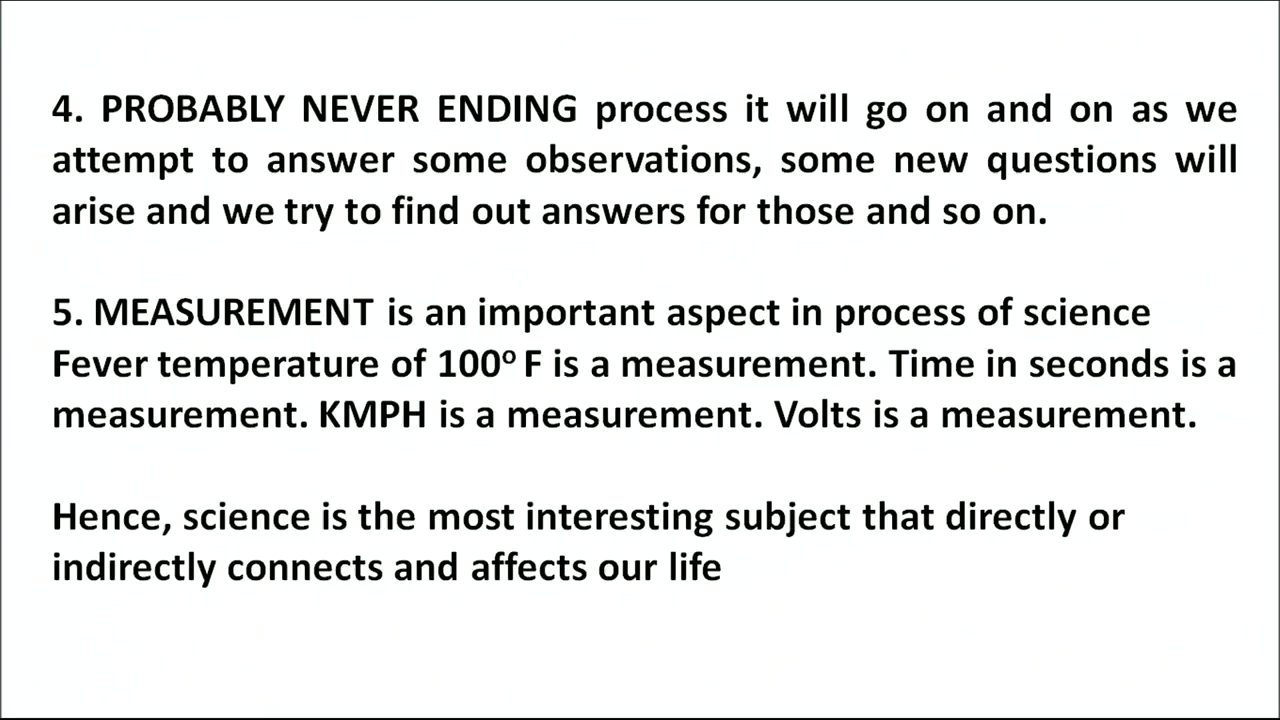 4. PROBABLY NEVER ENDING process it will go on and on as we
attempt to answer some observations, some new questions will
arise and we try to find out answers for those and so on.
5. MEASUREMENT is an important aspect in process of science
Fever temperature of 100º F is a measurement. Time in seconds is a
measurement. KMPH is a measurement. Volts is a measurement.
Hence, science is the most interesting subject that directly or
indirectly connects and affects our life